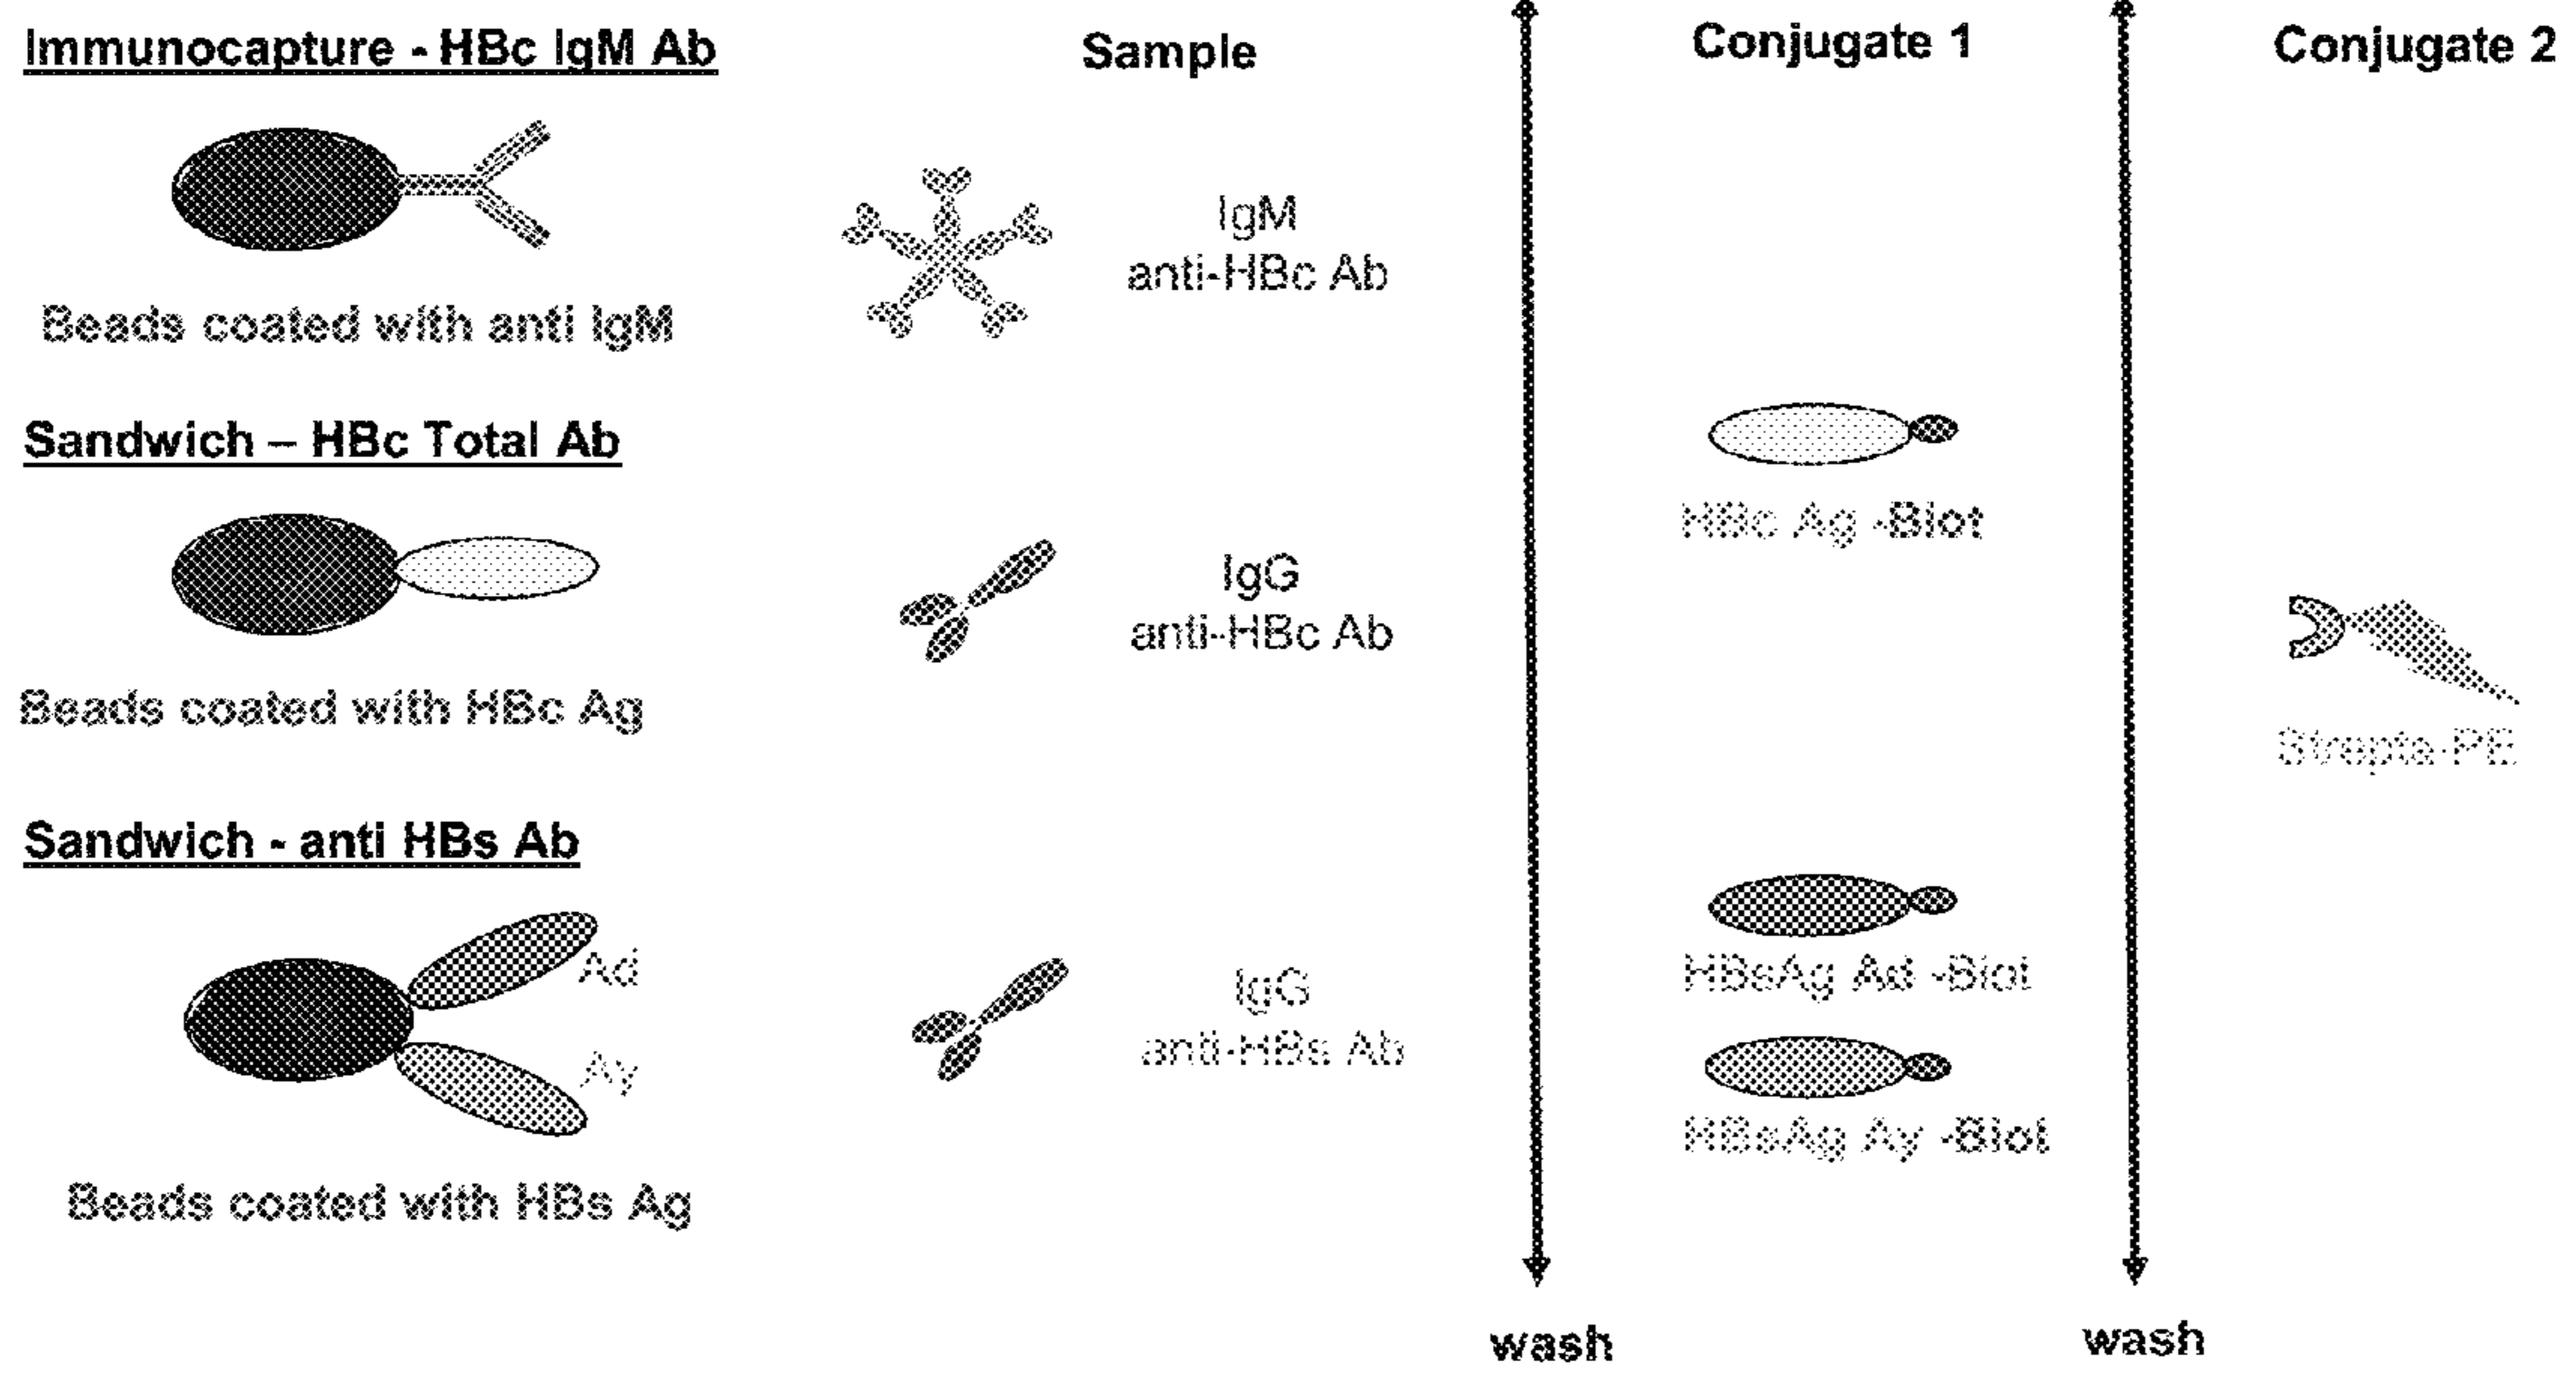 Immunocapture - HBc IgM Ab
Sample
Conjugate 1
Conjugate 2
IgM
anti-HBc Ab
Beads coated with anti IgM
Sandwich – HBc Total Ab
HBc Ag -Biot
IgG
anti-HBc Ab
Beads coated with HBc Ag
Strepta-PE
Sandwich - anti HBs Ab
Ad
Ay
IgG
anti-HBs Ab
HBsAg Ad -Biot
HBsAg Ay -Biot
Beads coated with HBs Ag
wash
wash